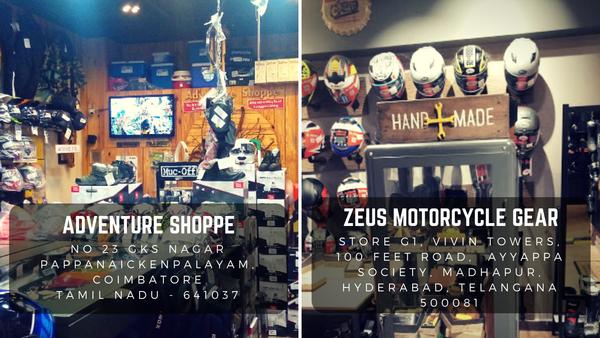 Adventure Shoppe
Muc-Off
ADVENTURE SHOPPE
NO 23 GKS NAGAR
PAPPANAICKENPALAYAM,
COIMBATORE
TAMIL NADU - 641037
HAND MADE
ZEUS MOTORCYCLE GEAR
STORE G1, VIVIN TOWERS,
100 FEET ROAD, AYYAPPA
SOCIETY, MADHAPUR,
HYDERABAD, TELANGANA
500081